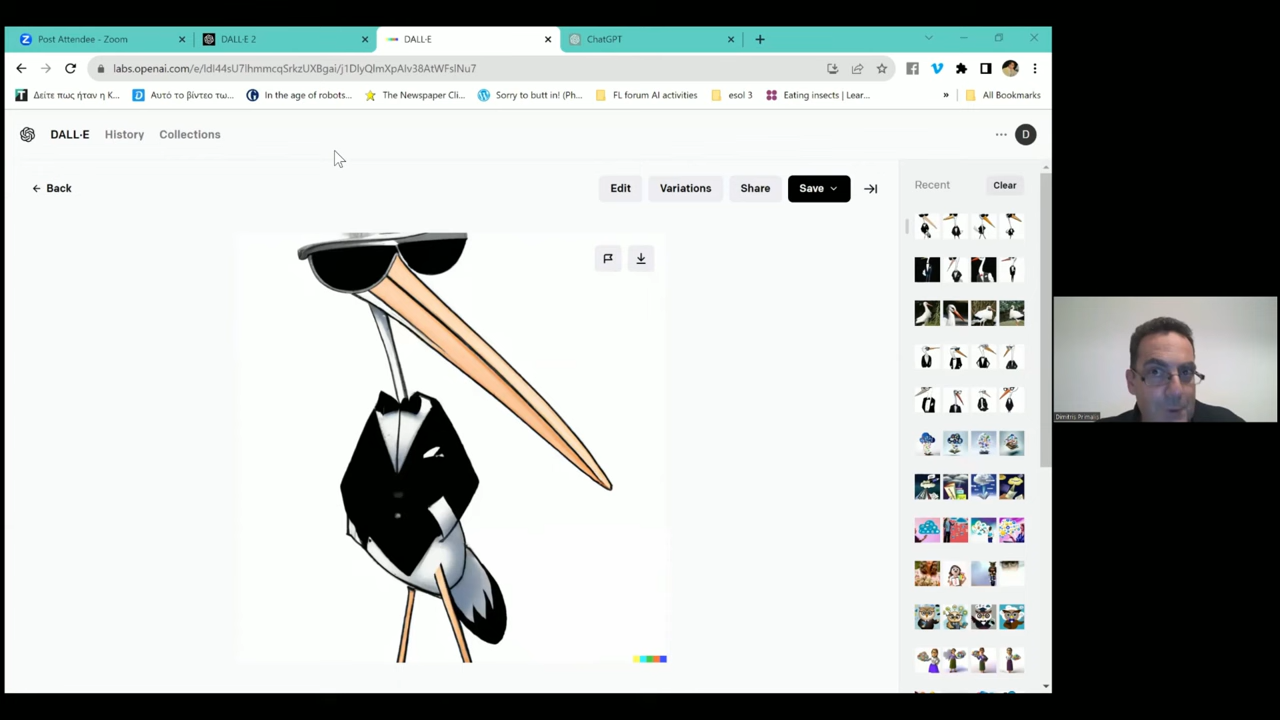 Post Attendee - Zoom
DALL·E 2
DALL·E
ChatGPT
labs.openai.com/e/
Δείτε πως ήταν η Κ...
Αυτό το βίντεο τω...
In the age of robots...
The Newspaper Cli...
Sorry to butt in! (Ph...
FL forum AI activities
esol 3
Eating insects | Lear...
»
All Bookmarks
DALL·E
History
Collections
D
Back
Edit
Variations
Share
Save
Recent
Clear